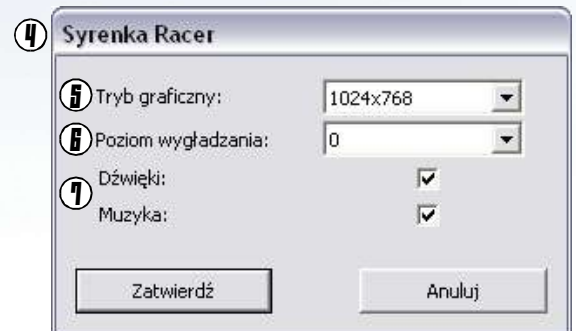 4 Syrenka Racer
5 Tryb graficzny: 1024x768
6 Poziom wygładzania: 0
7 Dźwięki:
Muzyka:
Zatwierdź Anuluj